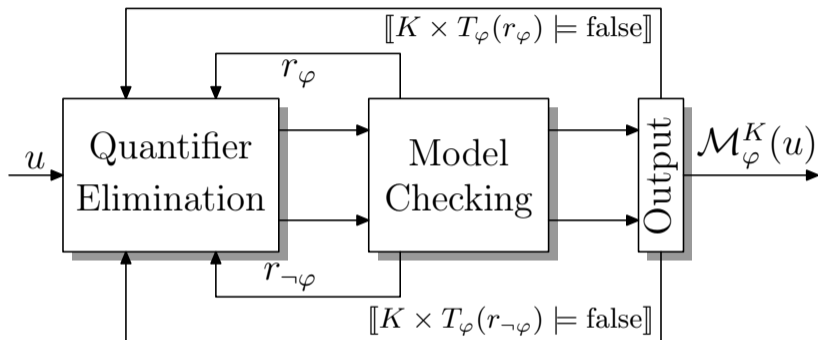 ⟦K × T_φ(r_φ) ⊨ false⟧
r_φ
u
Quantifier
Elimination
Model
Checking
Output
ℳ_φ^K(u)
r_¬φ
⟦K × T_φ(r_¬φ) ⊨ false⟧